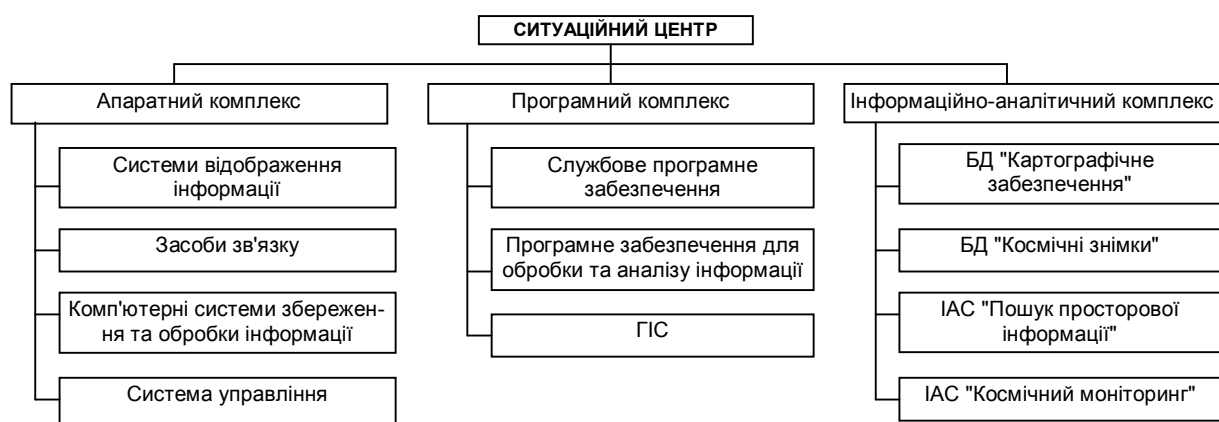 СИТУАЦІЙНИЙ ЦЕНТР
Апаратний комплекс
Системи відображення
інформації
Засоби зв'язку
Комп'ютерні системи збережен-
ня та обробки інформації
Система управління
Програмний комплекс
Службове програмне
забезпечення
Програмне забезпечення для
обробки та аналізу інформації
ГІС
Інформаційно-аналітичний комплекс
БД "Картографічне
забезпечення"
БД "Космічні знімки"
ІАС "Пошук просторової
інформації"
ІАС "Космічний моніторинг"